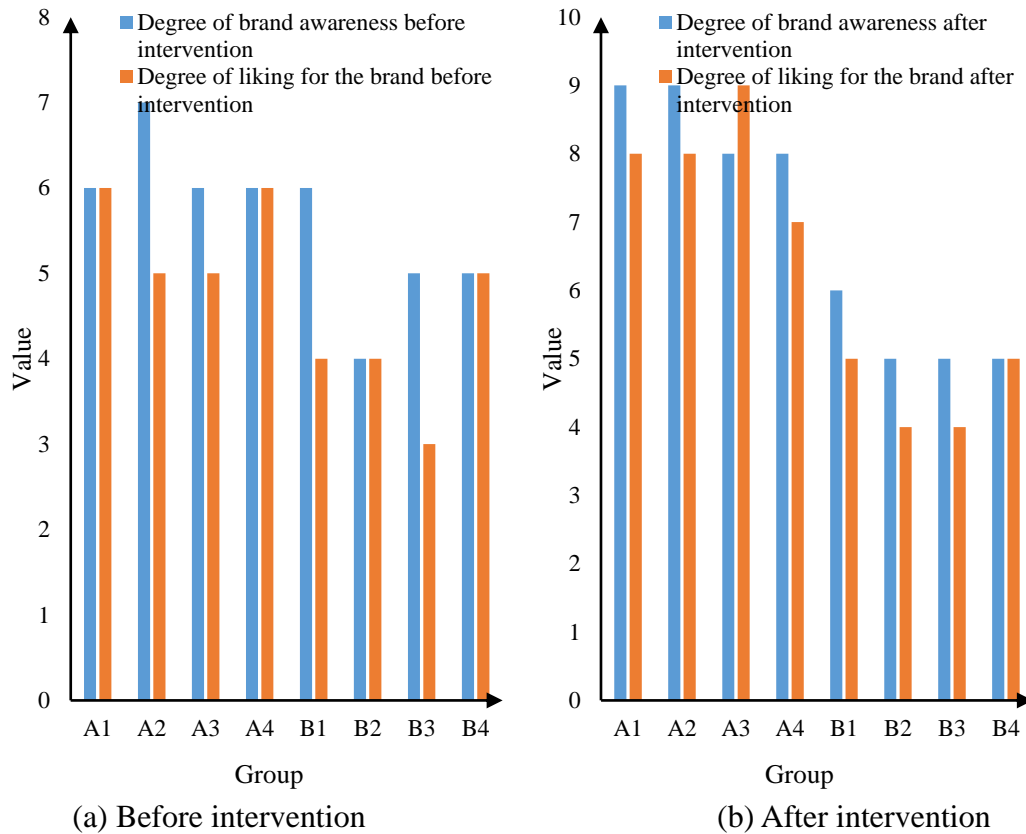 8
7
6
5
4
3
2
1
0
Value
Degree of brand awareness before
intervention
Degree of liking for the brand before
intervention
A1 A2 A3 A4 B1 B2 B3 B4
Group
(a) Before intervention
10
9
8
7
6
5
4
3
2
1
0
Value
Degree of brand awareness after
intervention
Degree of liking for the brand after
intervention
A1 A2 A3 A4 B1 B2 B3 B4
Group
(b) After intervention